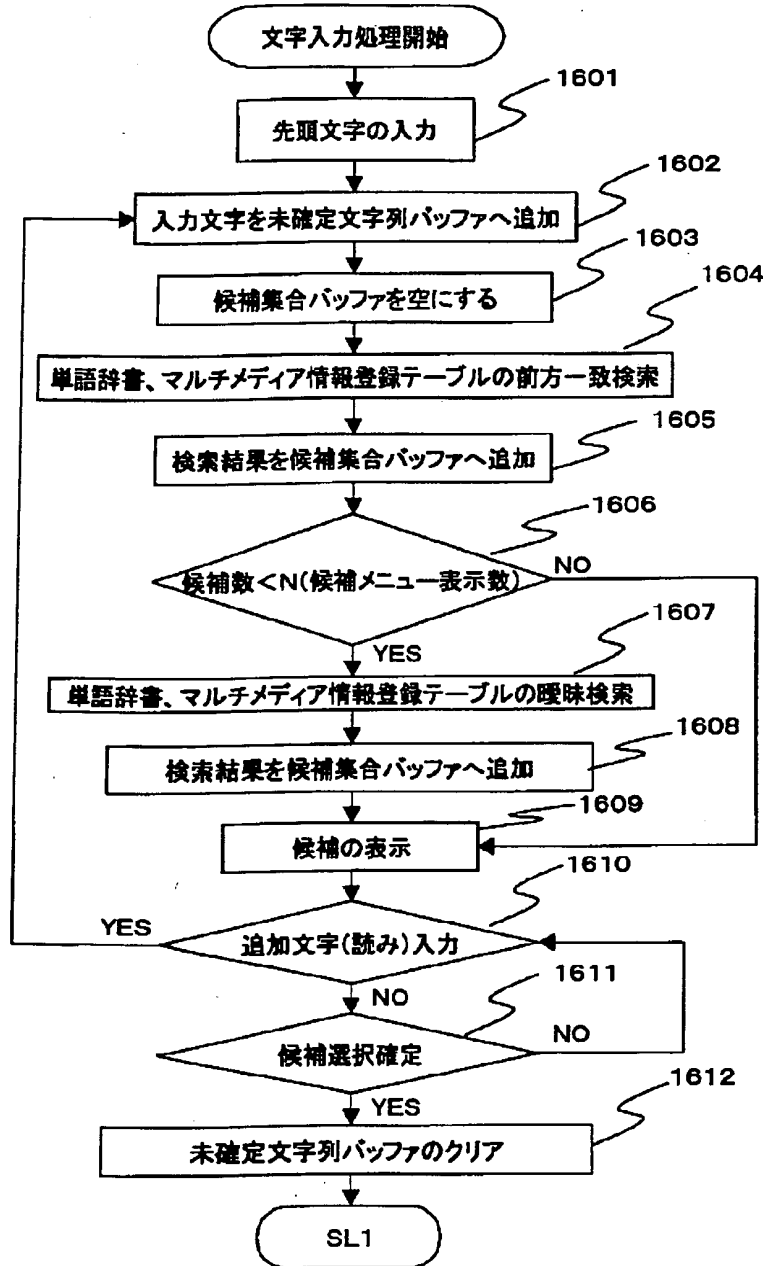 文字入力処理開始
1601
先頭文字の入力
1602
入力文字を未確定文字列バッファへ追加
1603
候補集合バッファを空にする
1604
単語辞書、マルチメディア情報登録テーブルの前方一致検索
1605
検索結果を候補集合バッファへ追加
1606
候補数<N(候補メニュー表示数)
NO
YES
1607
単語辞書、マルチメディア情報登録テーブルの曖昧検索
1608
検索結果を候補集合バッファへ追加
1609
候補の表示
1610
YES
追加文字(読み)入力
NO
1611
候補選択確定
NO
YES
1612
未確定文字列バッファのクリア
SL1